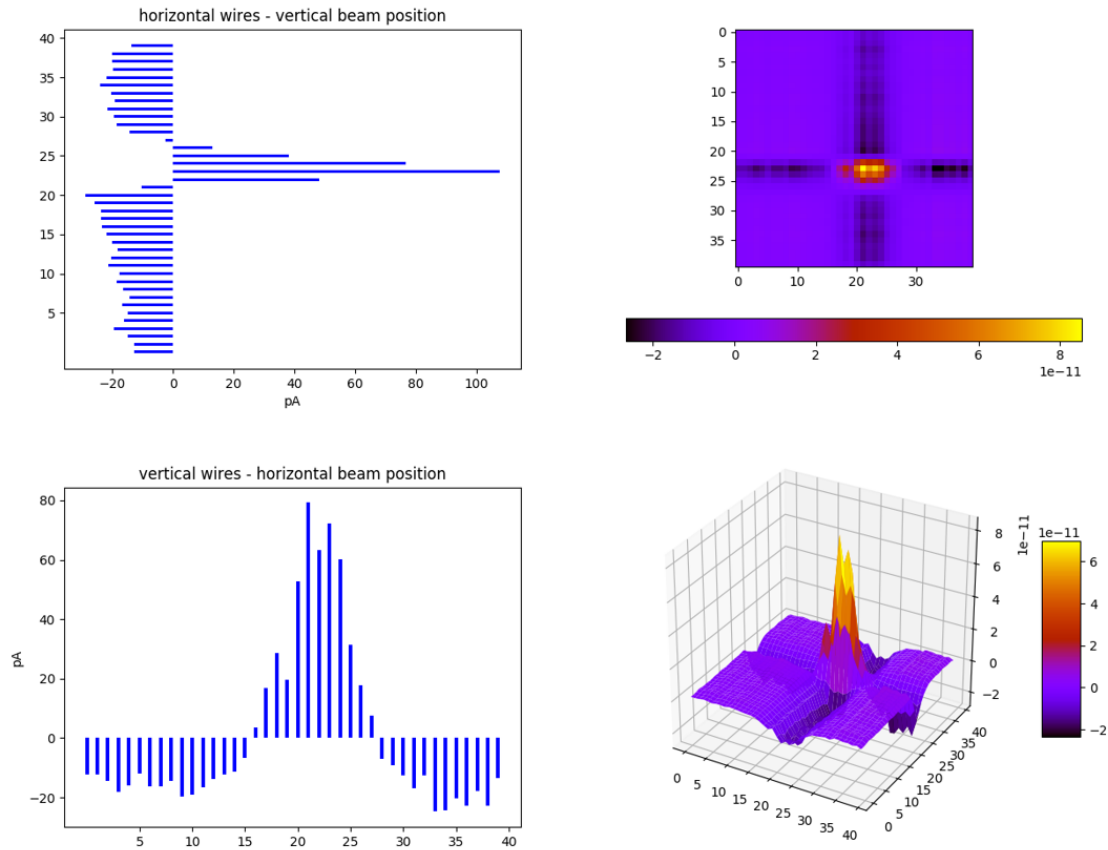 horizontal wires - vertical beam position
40
35
30
25
20
15
10
5
−20 0 20 40 60 80 100
pA
0
5
10
15
20
25
30
35
0 10 20 30
−2 0 2 4 6 8
1e−11
vertical wires - horizontal beam position
80
60
40
20
0
−20
pA
5 10 15 20 25 30 35 40
1e−11
8
6
4
2
0
−2
0 5 10 15 20 25 30 35 40
0 5 10 15 20 25 30 35 40
1e−11
6
4
2
0
−2